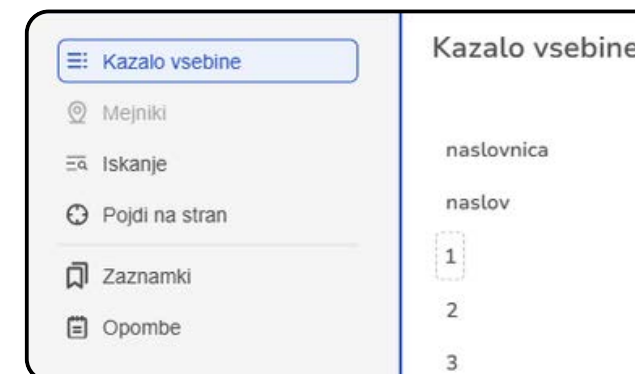 Kazalo vsebine
Mejniki
Iskanje
Pojdi na stran
Zaznamki
Opombe
Kazalo vsebine
naslovnica
naslov
1
2
3